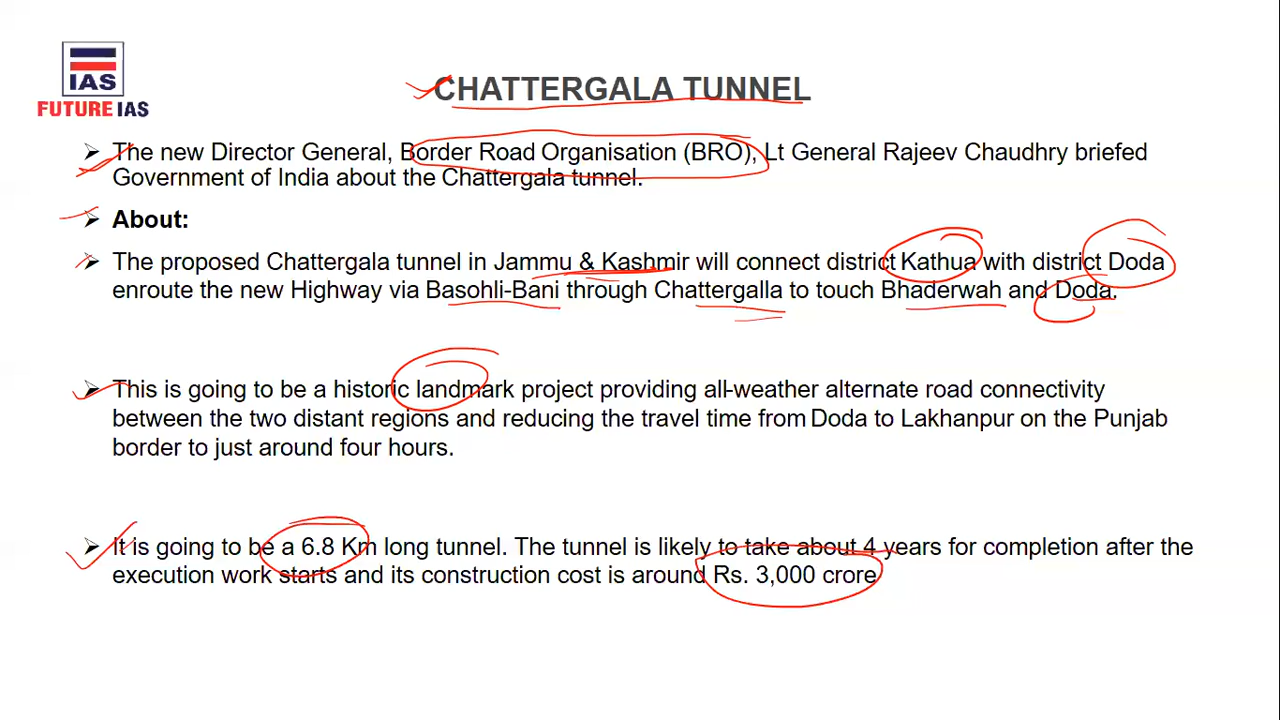 IAS
FUTURE IAS
CHATTERGALA TUNNEL
➢ The new Director General, Border Road Organisation (BRO), Lt General Rajeev Chaudhry briefed
Government of India about the Chattergala tunnel.
➢ About:
➢ The proposed Chattergala tunnel in Jammu & Kashmir will connect district Kathua with district Doda
enroute the new Highway via Basohli-Bani through Chattergalla to touch Bhaderwah and Doda.
➢ This is going to be a historic landmark project providing all-weather alternate road connectivity
between the two distant regions and reducing the travel time from Doda to Lakhanpur on the Punjab
border to just around four hours.
➢ It is going to be a 6.8 Km long tunnel. The tunnel is likely to take about 4 years for completion after the
execution work starts and its construction cost is around Rs. 3,000 crore